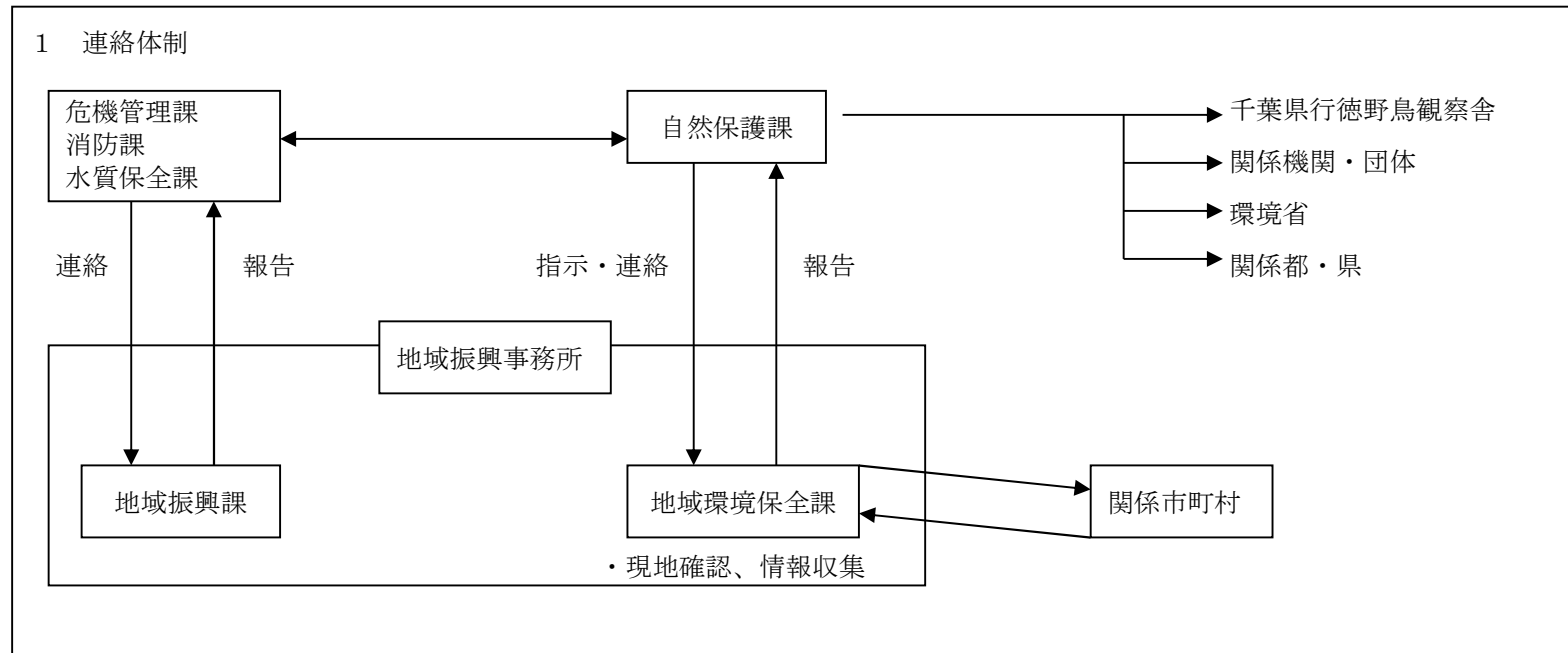 1 連絡体制
危機管理課
消防課
水質保全課
自然保護課
千葉県行徳野鳥観察舎
関係機関・団体
環境省
関係都・県
連絡
報告
指示・連絡
報告
地域振興事務所
地域振興課
地域環境保全課
関係市町村
・現地確認、情報収集